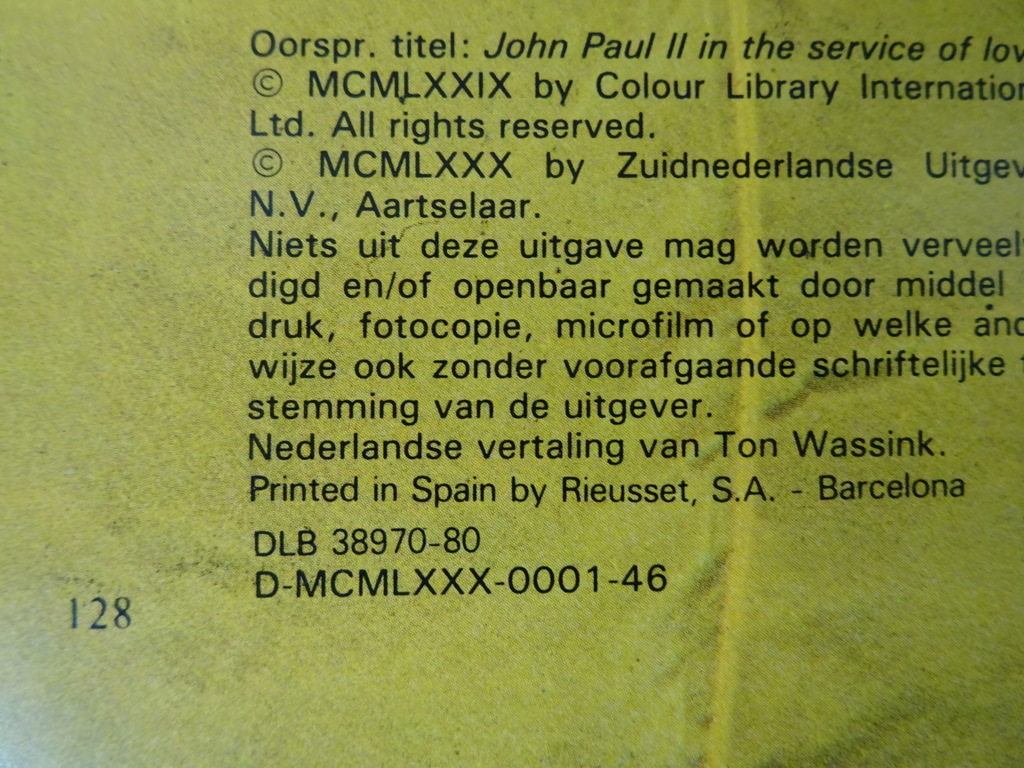 Oorspr. titel: John Paul II in the service of lov
© MCMLXXIX by Colour Library Internation
Ltd. All rights reserved.
© MCMLXXX by Zuidnederlandse Uitgev
N.V., Aartselaar.
Niets uit deze uitgave mag worden verveel
digd en/of openbaar gemaakt door middel
druk, fotocopie, microfilm of op welke and
wijze ook zonder voorafgaande schriftelijke t
stemming van de uitgever.
Nederlandse vertaling van Ton Wassink.
Printed in Spain by Rieusset, S.A. - Barcelona
DLB 38970-80
D-MCMLXXX-0001-46
128